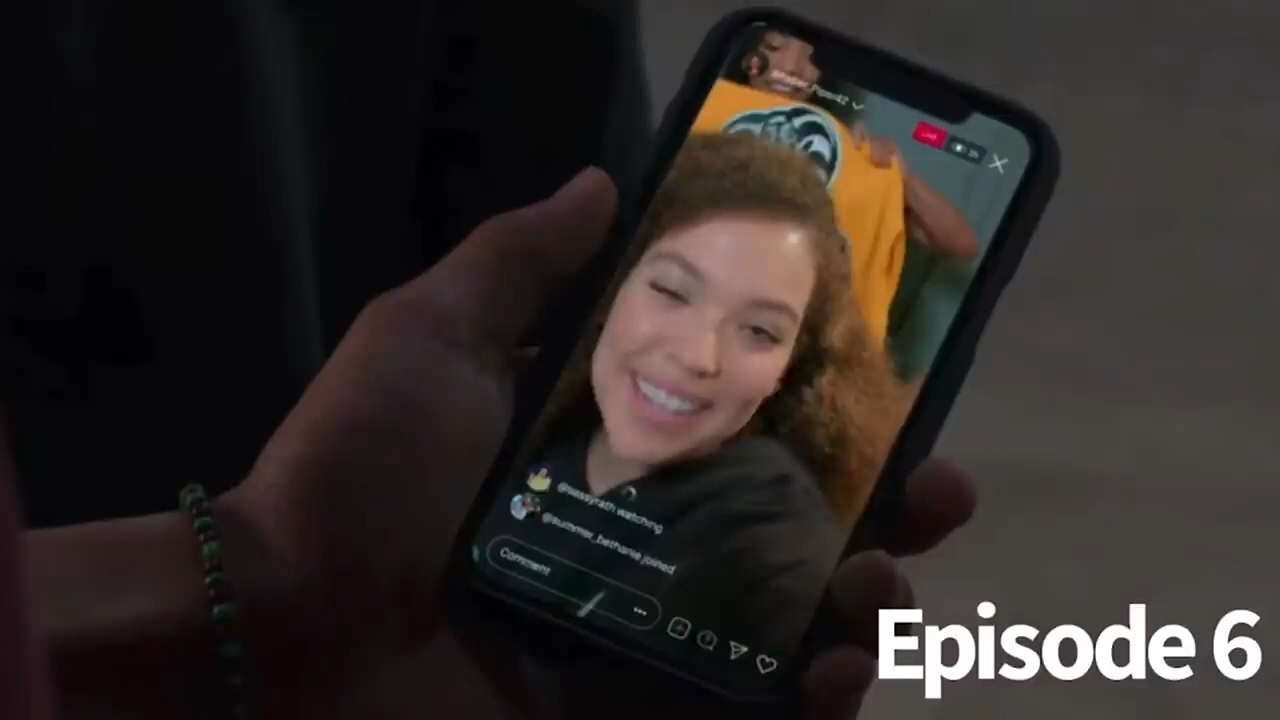 LIVE
@sassyrath watching
@summer_bethanie joined
Comment
Episode 6